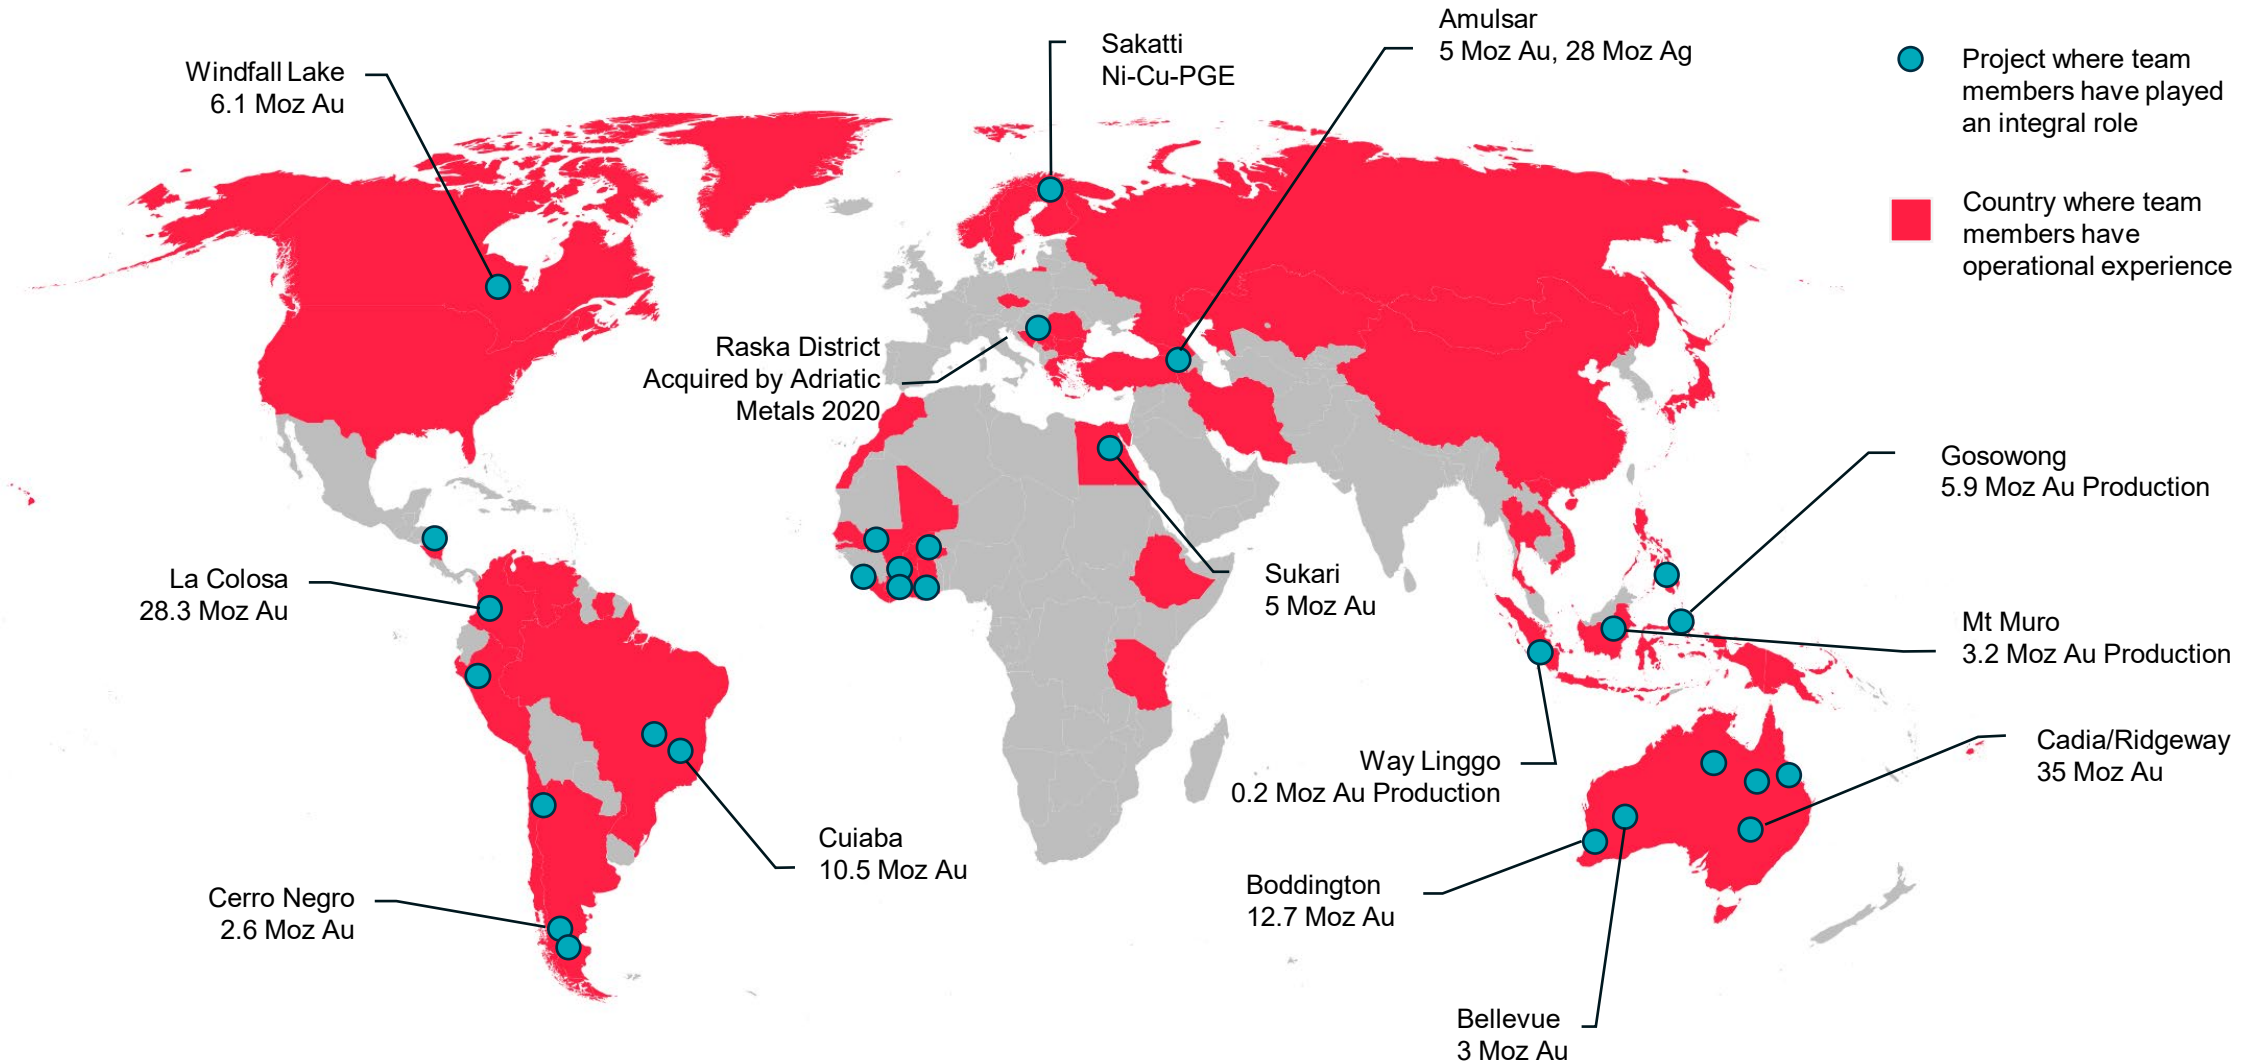 Windfall Lake
6.1 Moz Au
Sakatti
Ni-Cu-PGE
Amulsar
5 Moz Au, 28 Moz Ag
Project where team
members have played
an integral role
Country where team
members have
operational experience
Raska District
Acquired by Adriatic
Metals 2020
Gosowong
5.9 Moz Au Production
La Colosa
28.3 Moz Au
Sukari
5 Moz Au
Mt Muro
3.2 Moz Au Production
Way Linggo
0.2 Moz Au Production
Cadia/Ridgeway
35 Moz Au
Cuiaba
10.5 Moz Au
Boddington
12.7 Moz Au
Cerro Negro
2.6 Moz Au
Bellevue
3 Moz Au